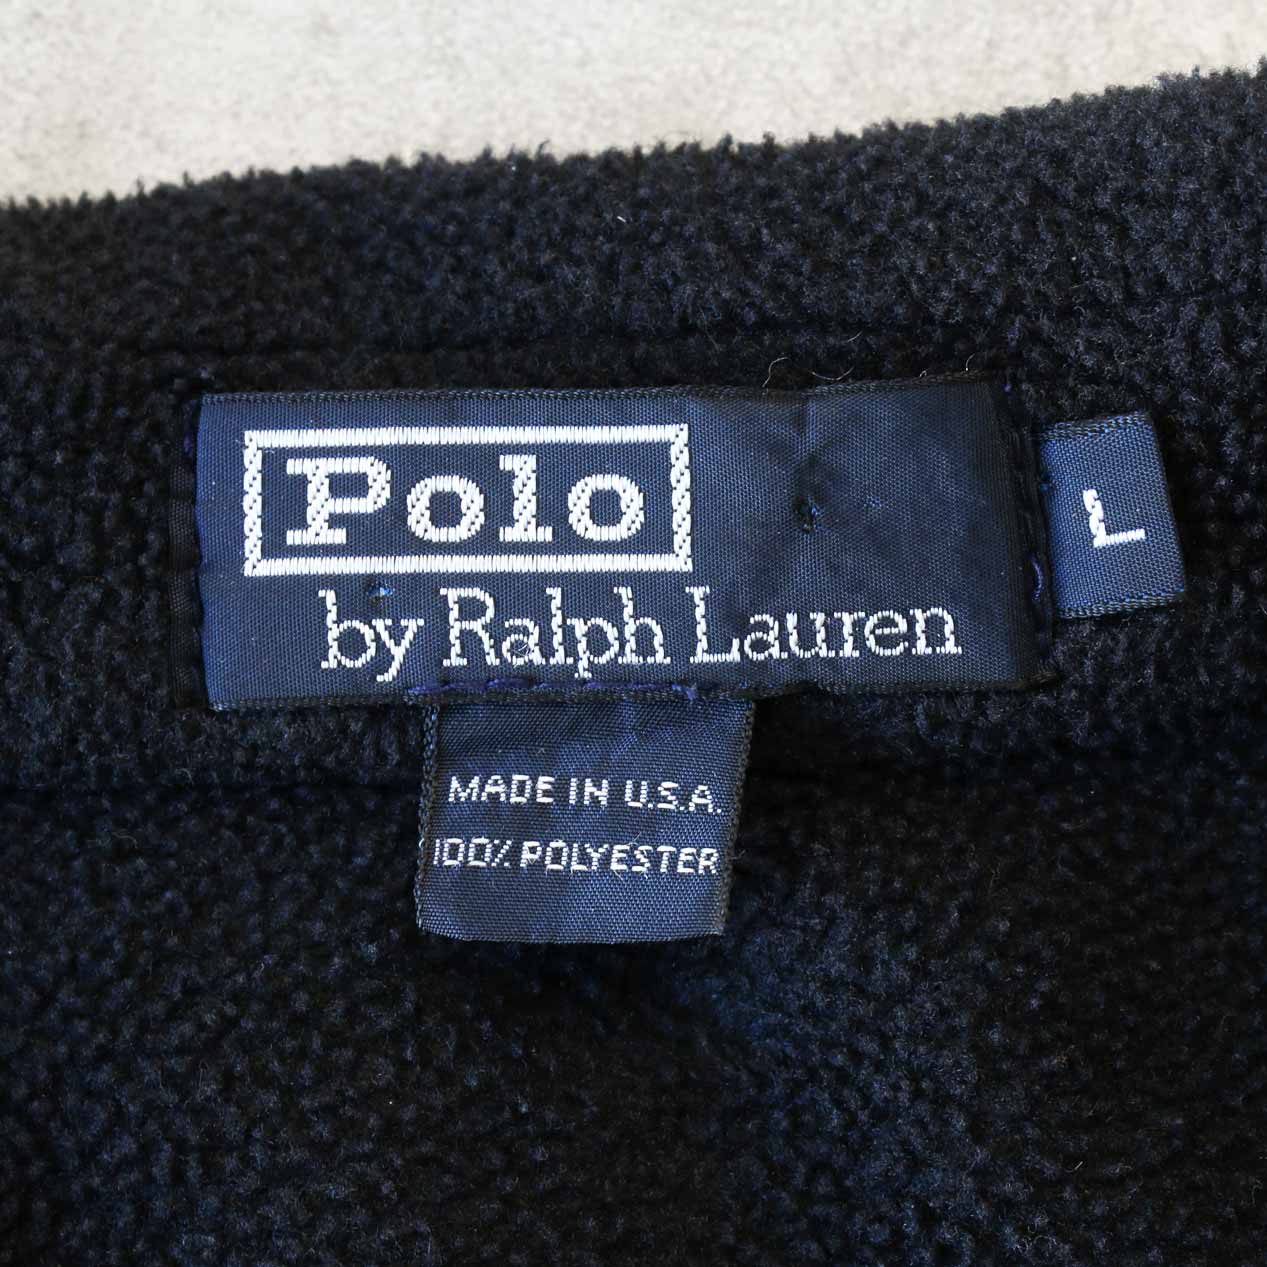 Polo
by Ralph Lauren
L
MADE IN U.S.A.
100% POLYESTER